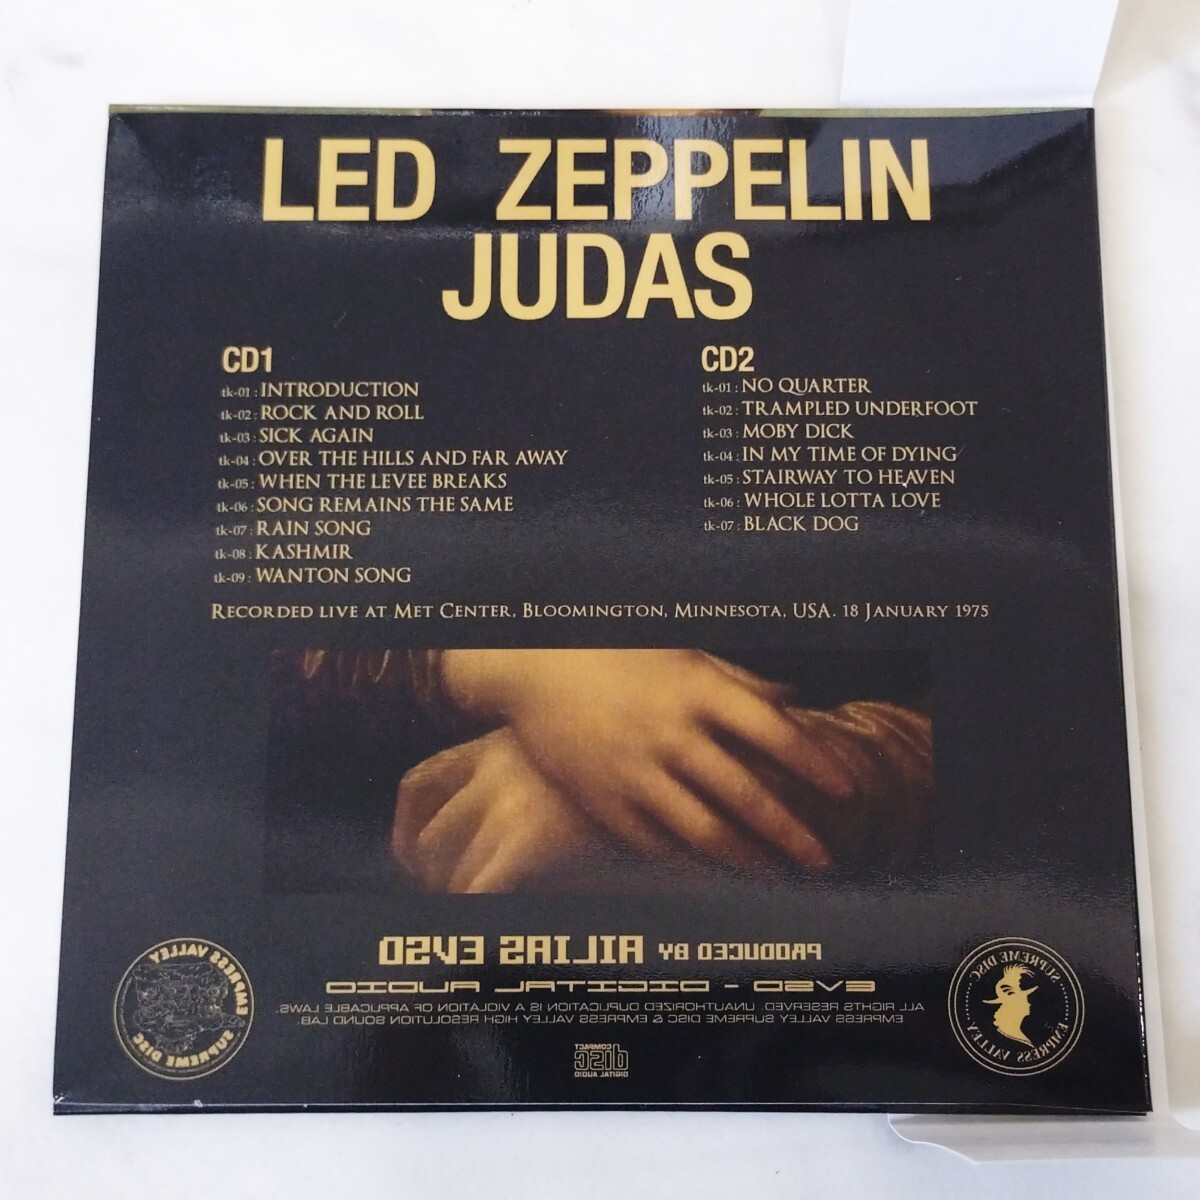 LED ZEPPELIN
JUDAS
CD1
tk-01 : INTRODUCTION
tk-02 : ROCK AND ROLL
tk-03 : SICK AGAIN
tk-04 : OVER THE HILLS AND FAR AWAY
tk-05 : WHEN THE LEVEE BREAKS
tk-06 : SONG REMAINS THE SAME
tk-07 : RAIN SONG
tk-08 : KASHMIR
tk-09 : WANTON SONG
CD2
tk-01 : NO QUARTER
tk-02 : TRAMPLED UNDERFOOT
tk-03 : MOBY DICK
tk-04 : IN MY TIME OF DYING
tk-05 : STAIRWAY TO HEAVEN
tk-06 : WHOLE LOTTA LOVE
tk-07 : BLACK DOG
RECORDED LIVE AT MET CENTER, BLOOMINGTON, MINNESOTA, USA. 18 JANUARY 1975
PRODUCED BY AILIAS EVSD
EVSD - DIGITAL AUDIO
ALL RIGHTS RESERVED. UNAUTHORIZED DUPLICATION IS A VIOLATION OF APPLICABLE LAWS.
EMPRESS VALLEY SUPREME DISC & EMPRESS VALLEY HIGH RESOLUTION SOUND LAB.
COMPACT
disc
DIGITAL AUDIO
EMPRESS VALLEY
& SUPREME DISC
SUPREME DISC
EMPRESS VALLEY